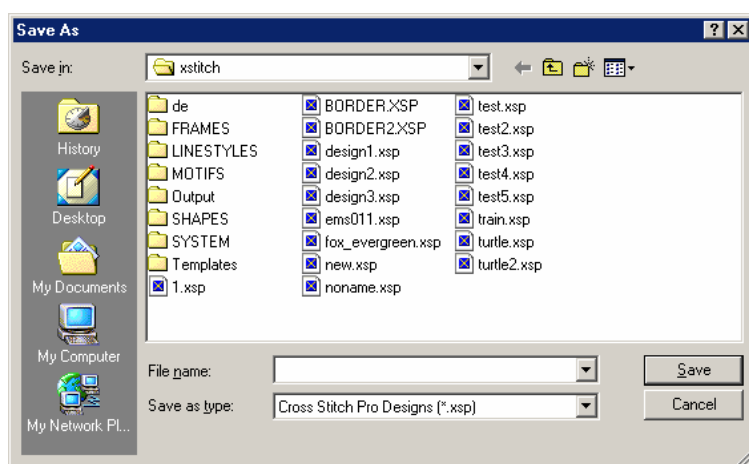 Save As
Save in:
xstitch
History
Desktop
My Documents
My Computer
My Network Pl...
de
FRAMES
LINESTYLES
MOTIFS
Output
SHAPES
SYSTEM
Templates
1.xsp
BORDER.XSP
BORDER2.XSP
design1.xsp
design2.xsp
design3.xsp
ems011.xsp
fox_evergreen.xsp
new.xsp
noname.xsp
test.xsp
test2.xsp
test3.xsp
test4.xsp
test5.xsp
train.xsp
turtle.xsp
turtle2.xsp
File name:
Save
Save as type:
Cross Stitch Pro Designs (*.xsp)
Cancel